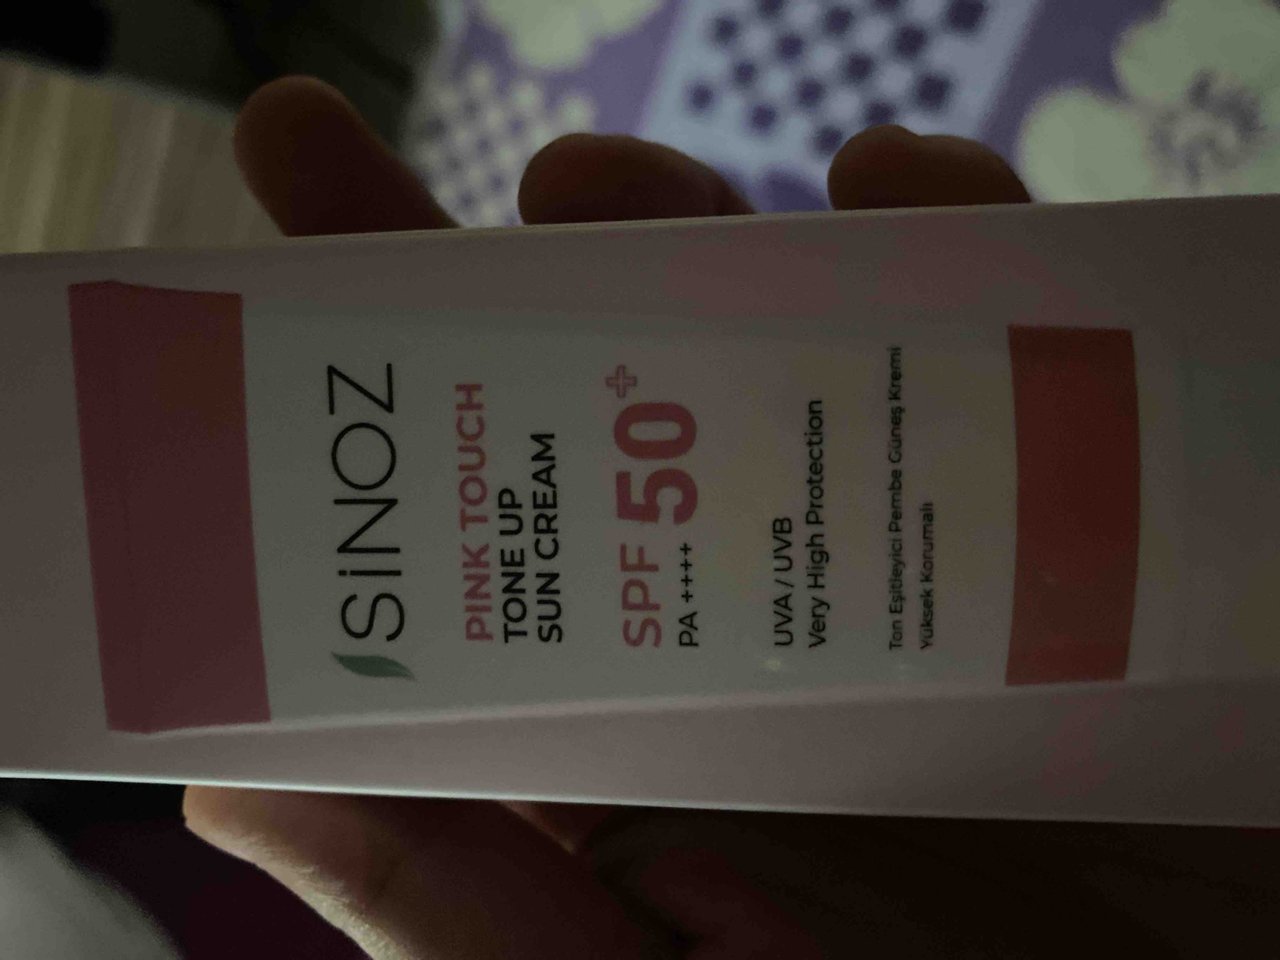 SiNOZ
PINK TOUCH
TONE UP
SUN CREAM
SPF 50+
PA ++++
UVA / UVB
Very High Protection
Ton Eşitleyici Pembe Güneş Kremi
Yüksek Korumalı